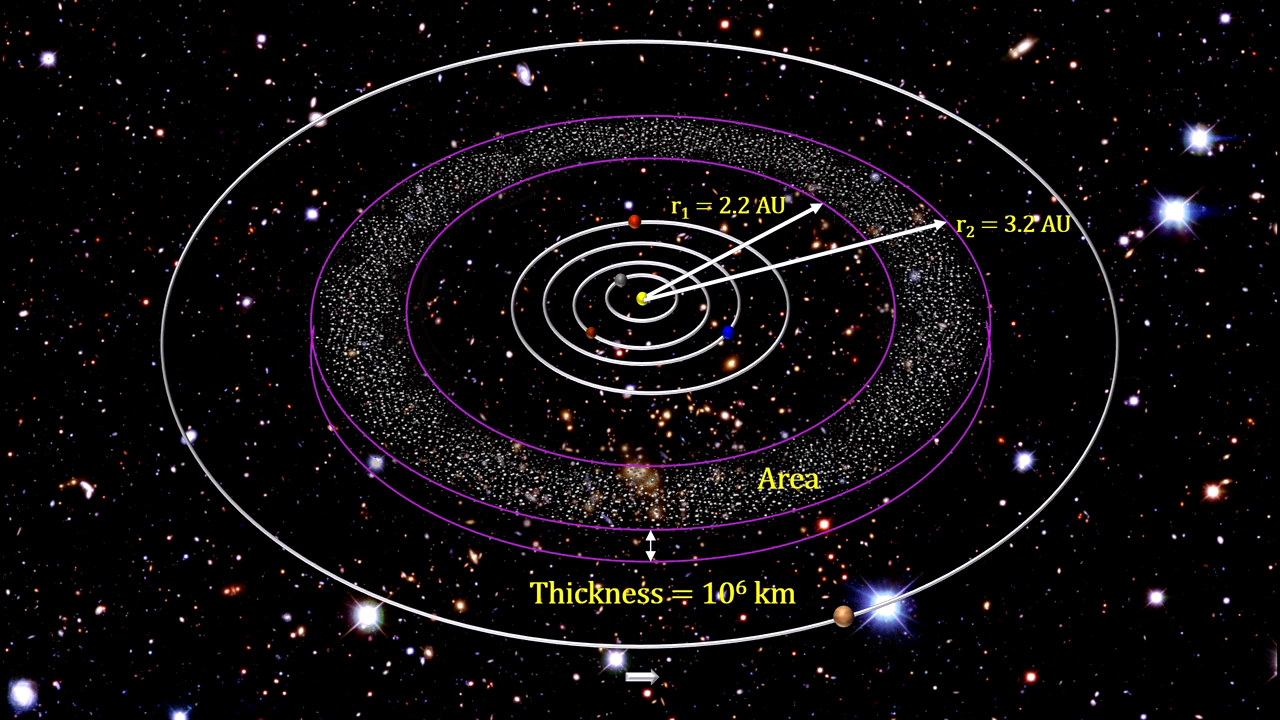 r₁ = 2.2 AU
r₂ = 3.2 AU
Area
Thickness = 10⁶ km